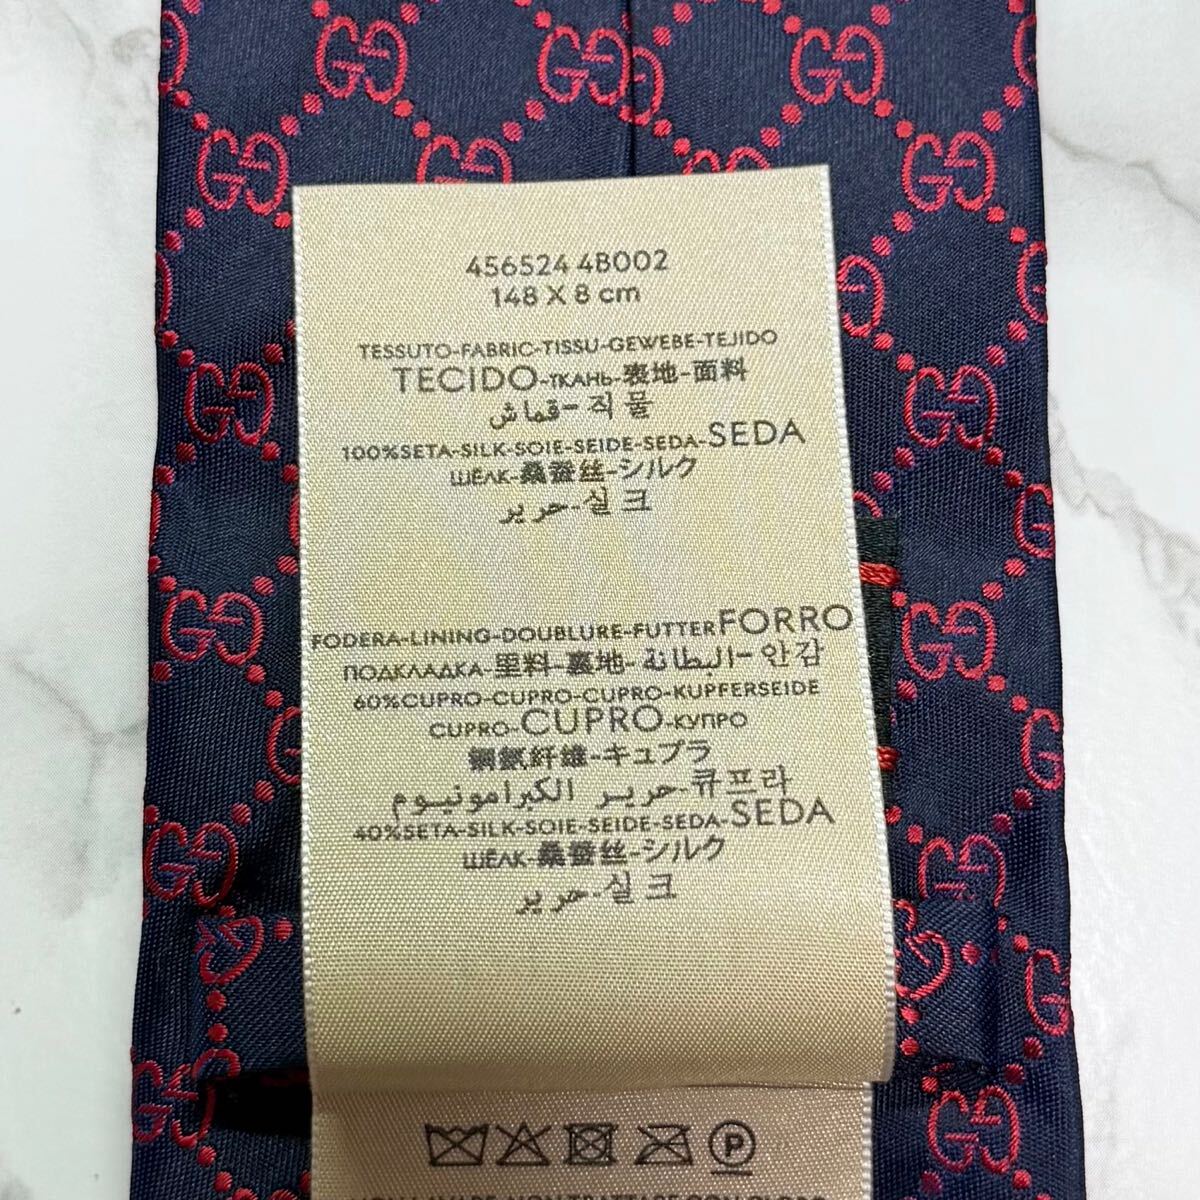 456524 4B002
148 X 8 cm
TESSUTO-FABRIC-TISSU-GEWEBE-TEJIDO
TECIDO-ТКАНЬ-表地-面料
قماش-직물
100%SETA-SILK-SOIE-SEIDE-SEDA-SEDA
ШЁЛК-桑蚕丝-シルク
حرير-실크
FODERA-LINING-DOUBLURE-FUTTER FORRO
ПОДКЛАДКА-里料-裏地-البطانة-안감
60%CUPRO-CUPRO-CUPRO-KUPFERSEIDE
CUPRO-CUPRO-КУПРО
铜氨纤维-キュプラ
حرير الكبرامونيوم-큐프라
40%SETA-SILK-SOIE-SEIDE-SEDA-SEDA
ШЁЛК-桑蚕丝-シルク
حرير-실크
P